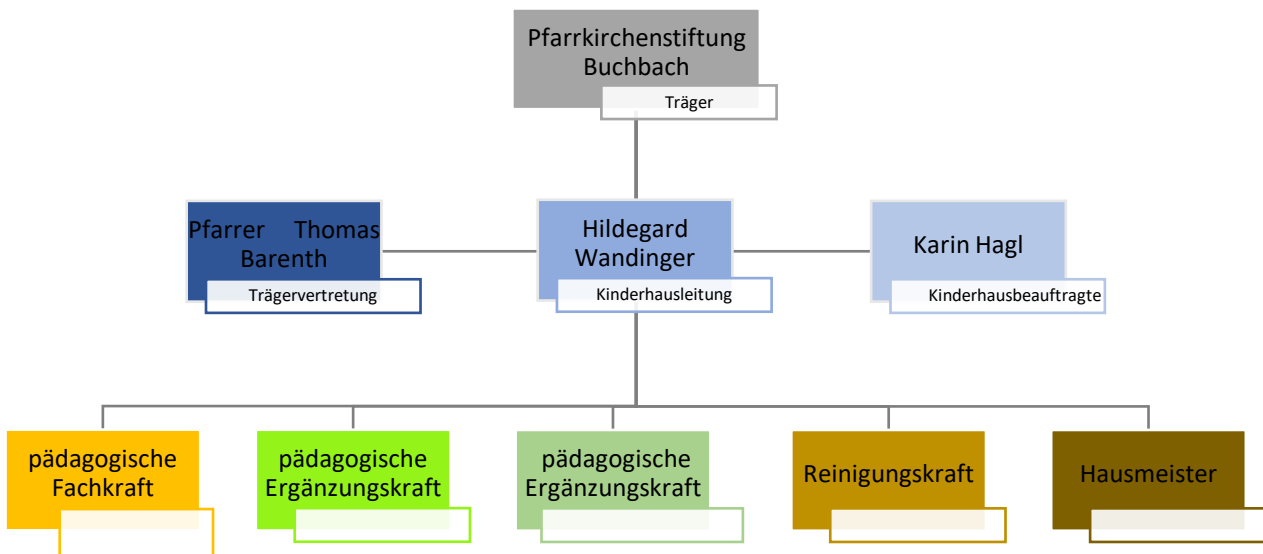 Pfarrkirchenstiftung
Buchbach
Träger
Pfarrer Thomas
Barenth
Trägervertretung
Hildegard
Wandinger
Kinderhausleitung
Karin Hagl
Kinderhausbeauftragte
pädagogische
Fachkraft
pädagogische
Ergänzungskraft
pädagogische
Ergänzungskraft
Reinigungskraft
Hausmeister